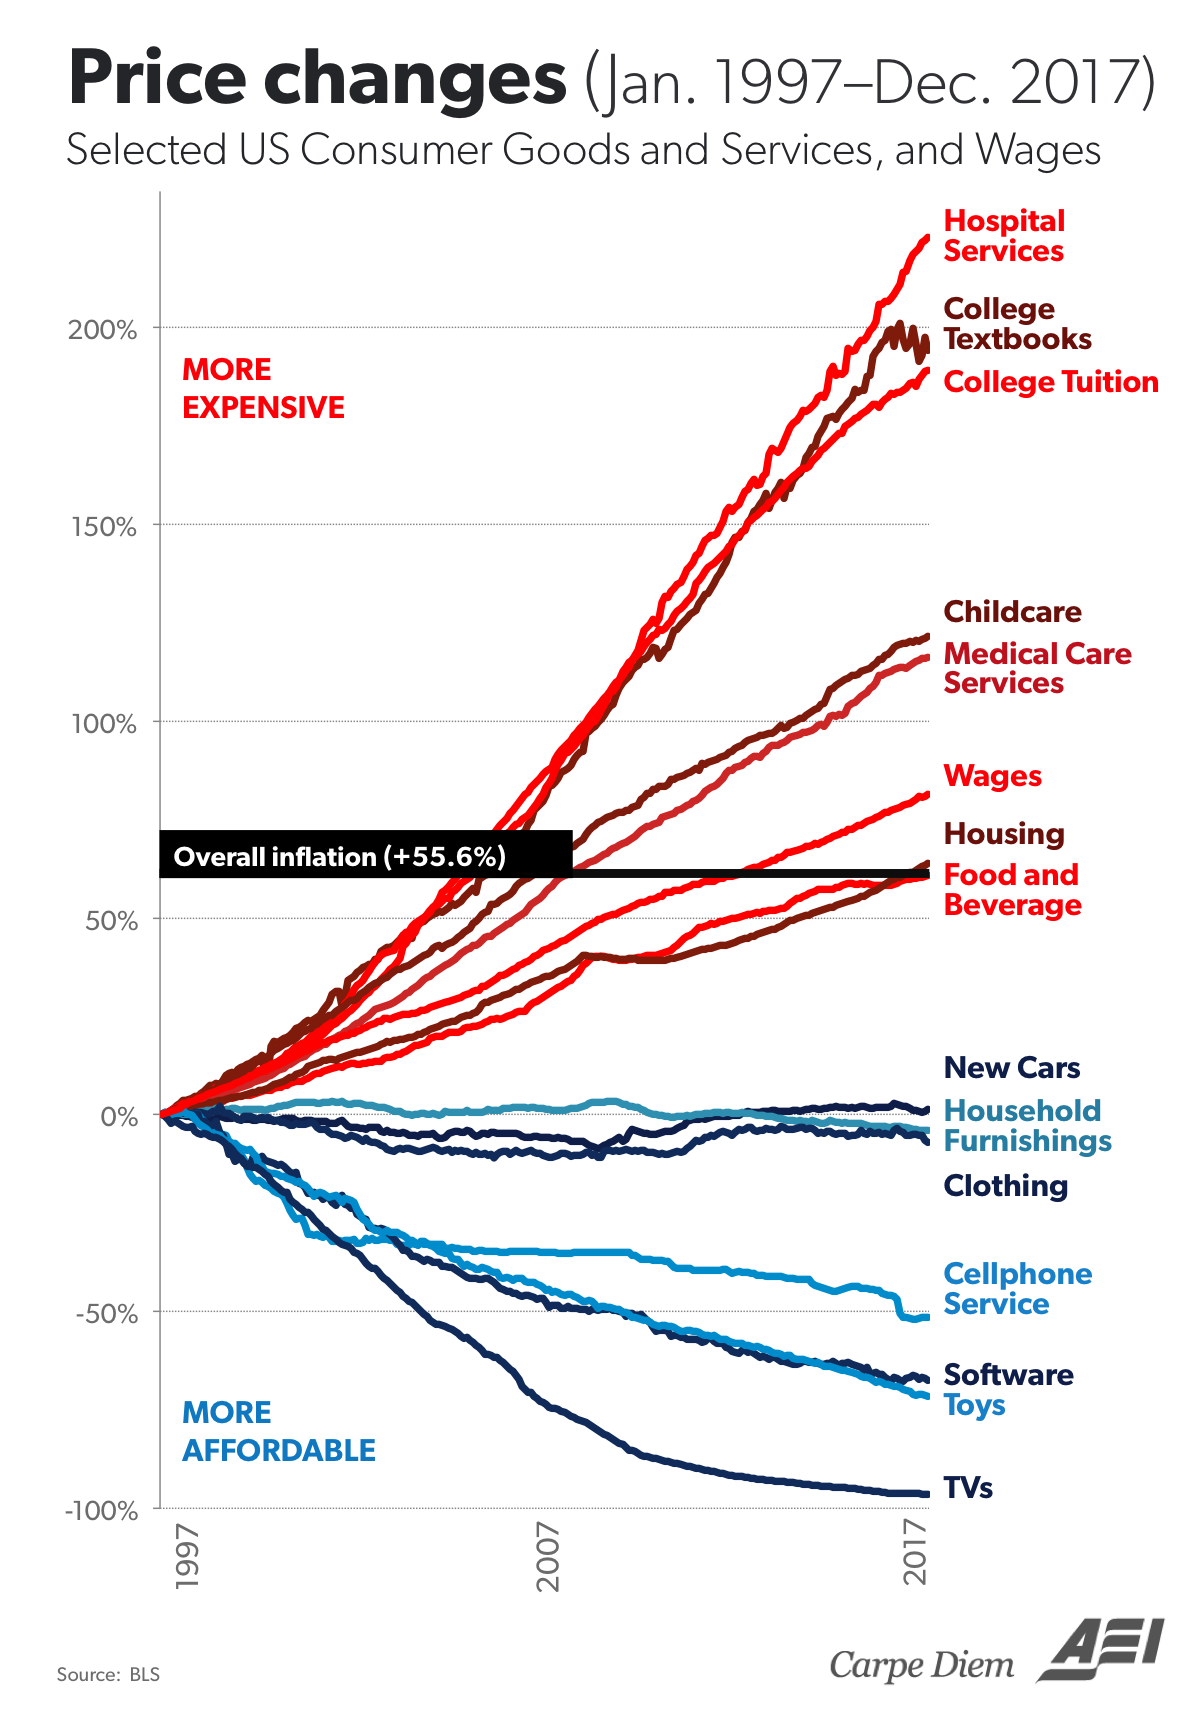 Price changes (Jan. 1997–Dec. 2017)
Selected US Consumer Goods and Services, and Wages
Hospital
Services
College
Textbooks
College Tuition
200%
MORE
EXPENSIVE
150%
Childcare
Medical Care
Services
100%
Wages
Housing
Overall inflation (+55.6%)
Food and
Beverage
50%
New Cars
0%
Household
Furnishings
Clothing
Cellphone
Service
-50%
Software
Toys
MORE
AFFORDABLE
TVs
-100%
1997
2007
2017
Source: BLS
Carpe Diem
AEI